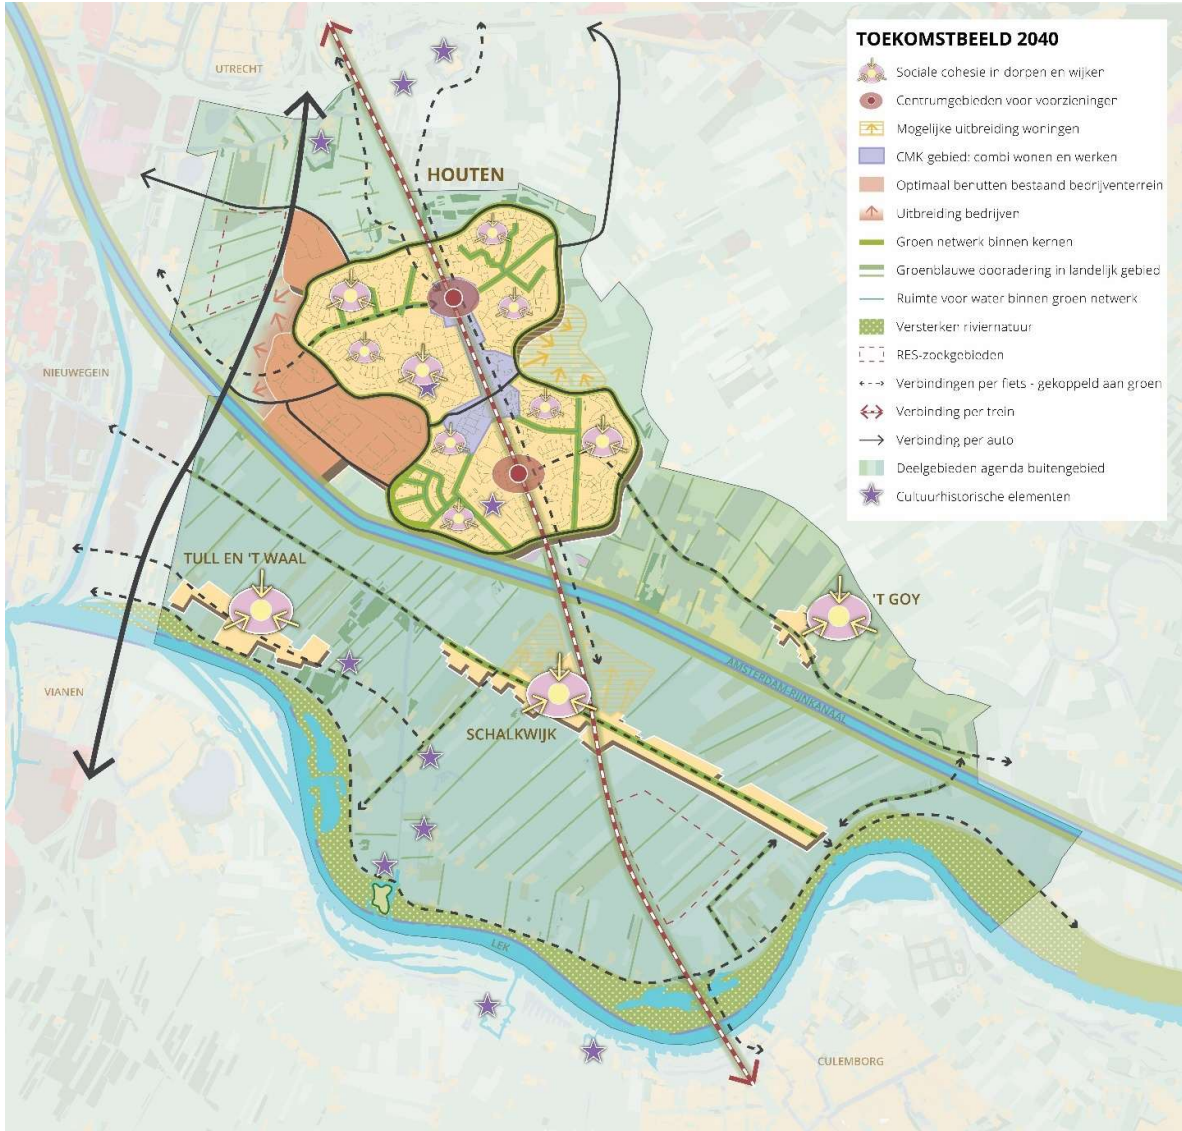 TOEKOMSTBEELD 2040
Sociale cohesie in dorpen en wijken
Centrumgebieden voor voorzieningen
Mogelijke uitbreiding woningen
CMK gebied: combi wonen en werken
Optimaal benutten bestaand bedrijventerrein
Uitbreiding bedrijven
Groen netwerk binnen kernen
Groenblauwe dooradering in landelijk gebied
Ruimte voor water binnen groen netwerk
Versterken riviernatuur
RES-zoekgebieden
Verbindingen per fiets - gekoppeld aan groen
Verbinding per trein
Verbinding per auto
Deelgebieden agenda buitengebied
Cultuurhistorische elementen
UTRECHT
HOUTEN
NIEUWEGEIN
TULL EN 'T WAAL
'T GOY
AMSTERDAM-RIJNKANAAL
VIANEN
SCHALKWIJK
LEK
CULEMBORG